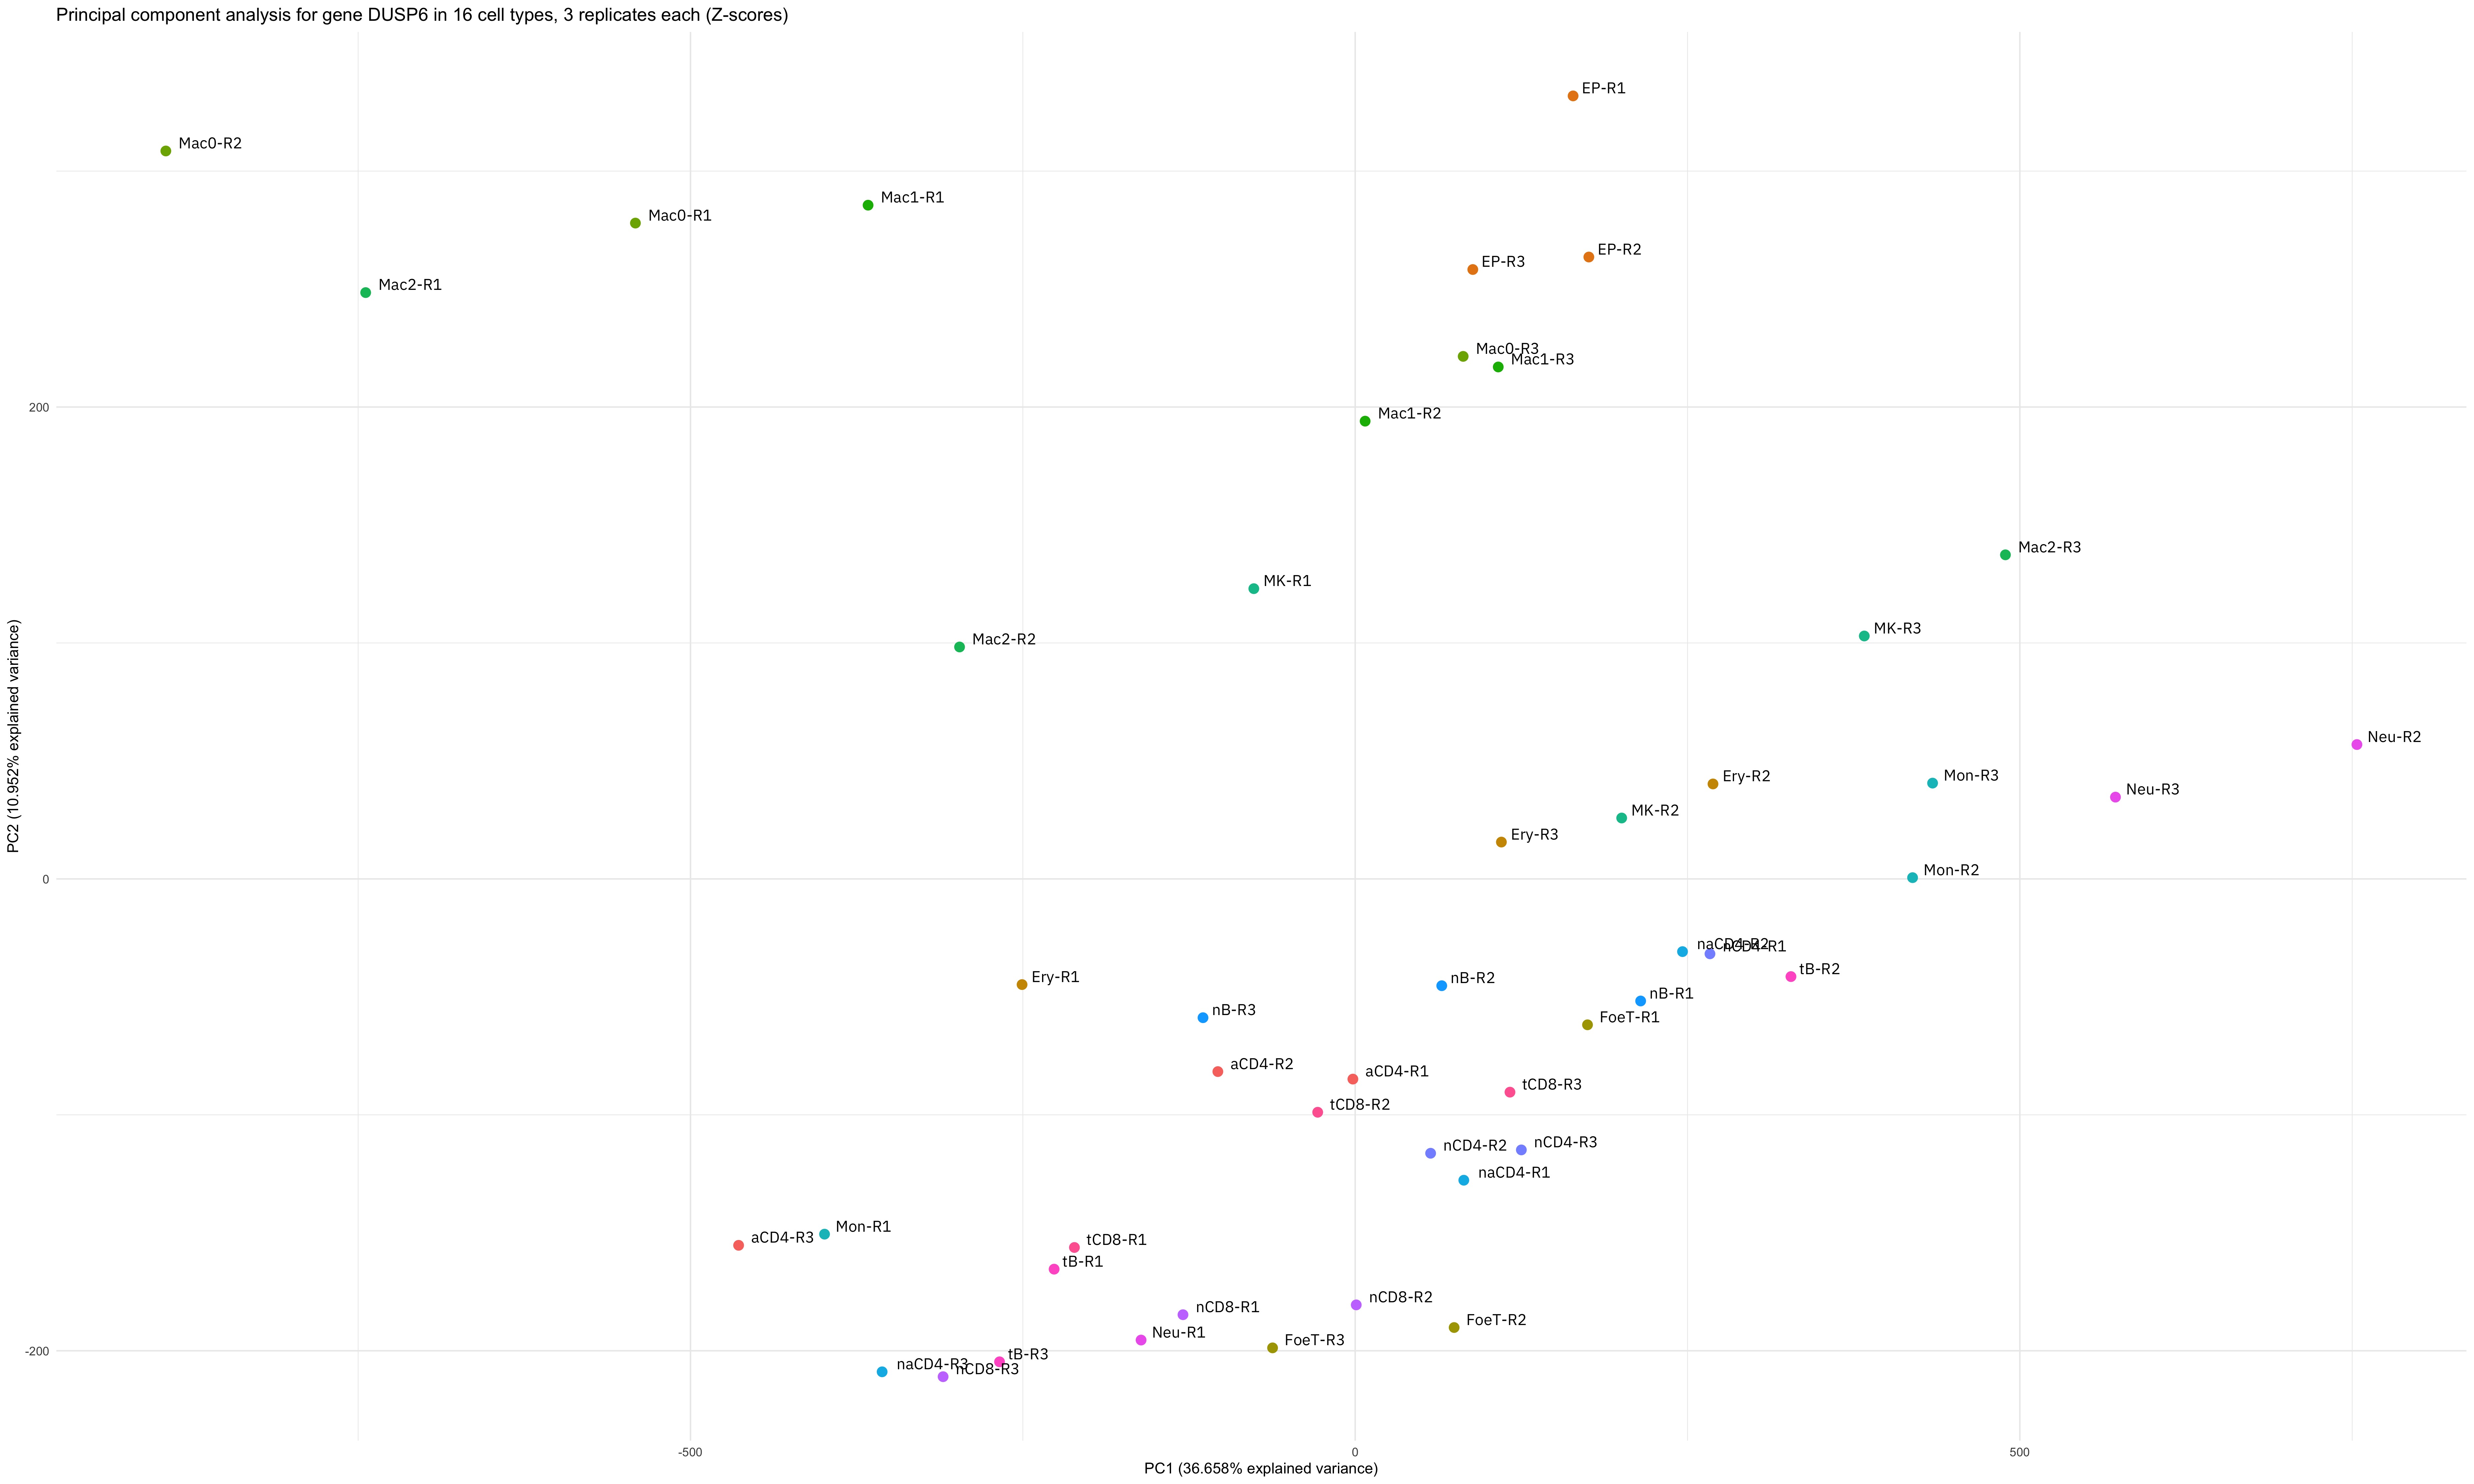 Principal component analysis for gene DUSP6 in 16 cell types, 3 replicates each (Z-scores)
EP-R1
Mac0-R2
Mac1-R1
Mac0-R1
EP-R2
EP-R3
Mac2-R1
Mac0-R3
Mac1-R3
200
Mac1-R2
Mac2-R3
MK-R1
MK-R3
Mac2-R2
PC2 (10.952% explained variance)
Neu-R2
Ery-R2
Mon-R3
Neu-R3
MK-R2
Ery-R3
0
Mon-R2
naCD4-R2
nCD4-R1
tB-R2
Ery-R1
nB-R2
nB-R1
nB-R3
FoeT-R1
aCD4-R2
aCD4-R1
tCD8-R3
tCD8-R2
nCD4-R2
nCD4-R3
naCD4-R1
Mon-R1
aCD4-R3
tCD8-R1
tB-R1
nCD8-R2
nCD8-R1
FoeT-R2
Neu-R1
FoeT-R3
-200
tB-R3
naCD4-R3
nCD8-R3
-500
0
500
PC1 (36.658% explained variance)